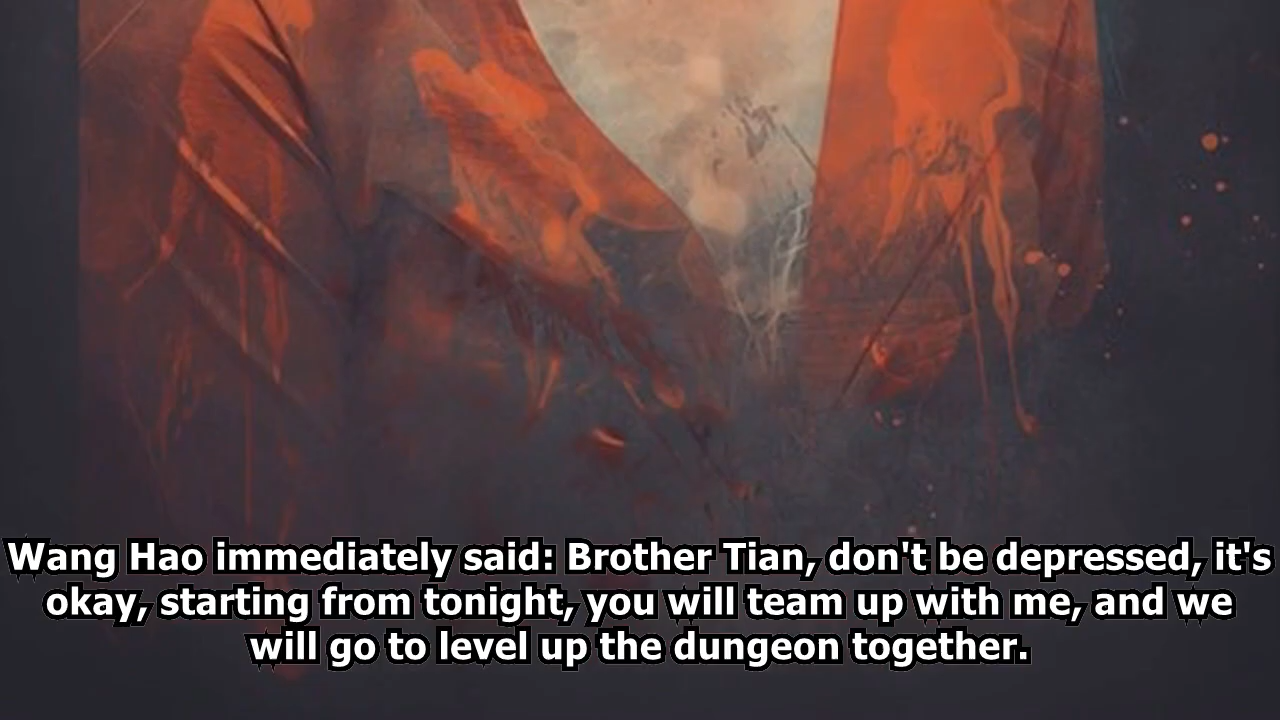 Wang Hao immediately said: Brother Tian, don't be depressed, it's
okay, starting from tonight, you will team up with me, and we
will go to level up the dungeon together.